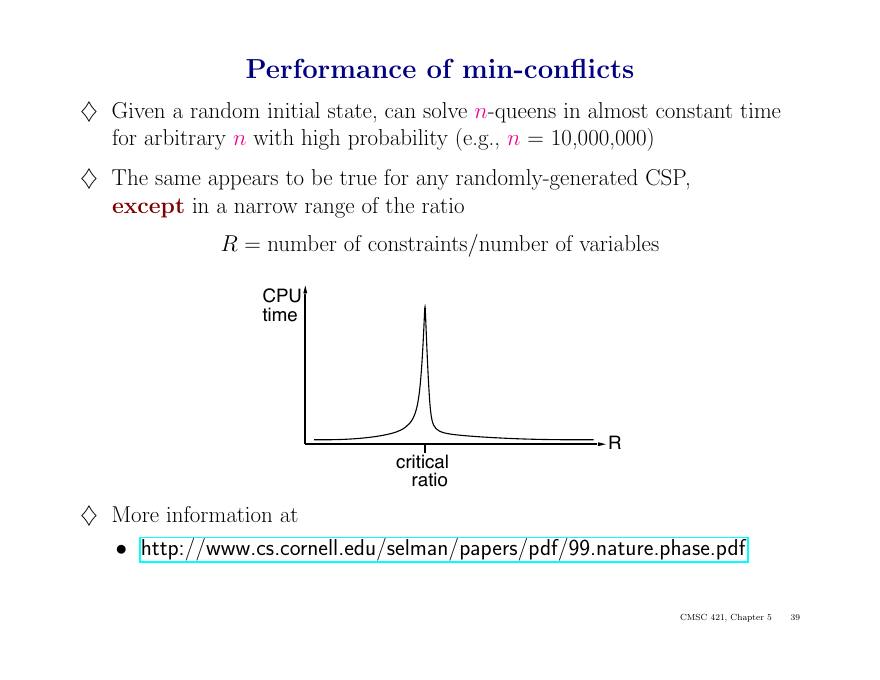 Performance of min-conflicts
♢ Given a random initial state, can solve n-queens in almost constant time
for arbitrary n with high probability (e.g., n = 10,000,000)
♢ The same appears to be true for any randomly-generated CSP,
except in a narrow range of the ratio
R = number of constraints/number of variables
CPU
time
R
critical
ratio
♢ More information at
• http://www.cs.cornell.edu/selman/papers/pdf/99.nature.phase.pdf
CMSC 421, Chapter 5 39